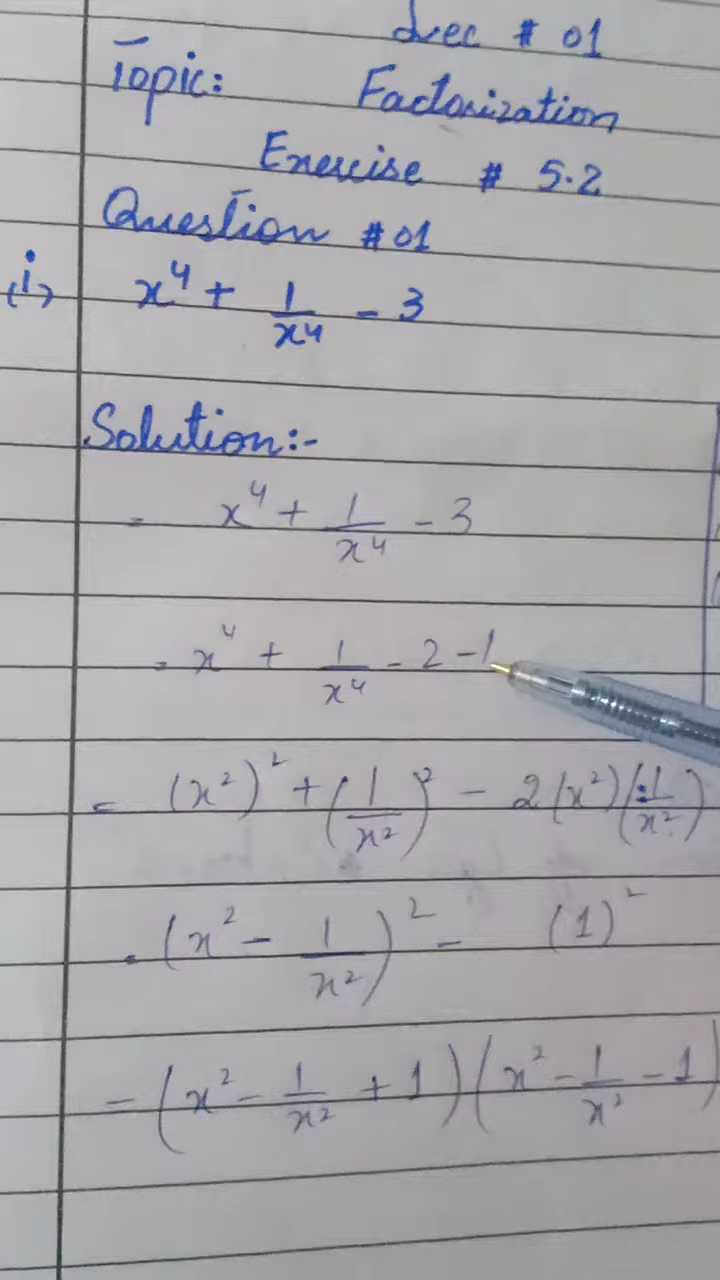 Lec # 01
Topic: Factorization
Exercise # 5.2
Question #01
(i) x⁴ + 1/x⁴ - 3
Solution:-
= x⁴ + 1/x⁴ - 3
= x⁴ + 1/x⁴ - 2 - 1
= (x²)² + (1/x²)² - 2(x²)(1/x²)
= (x² - 1/x²)² - (1)²
= (x² - 1/x² + 1)(x² - 1/x² - 1)